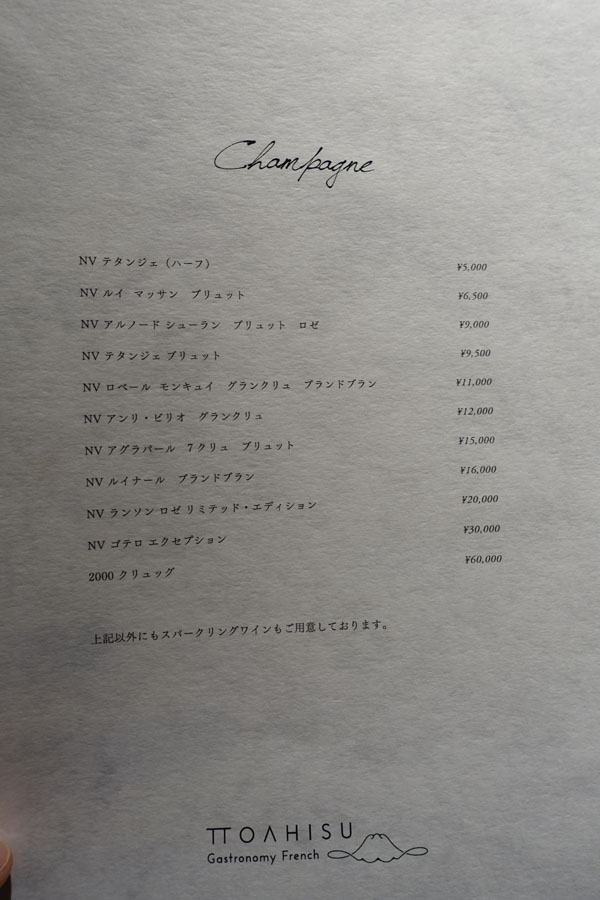 Champagne
NV テタンジェ（ハーフ） ¥5,000
NV ルイ マッサン ブリュット ¥6,500
NV アルノード シューラン ブリュット ロゼ ¥9,000
NV テタンジェ ブリュット ¥9,500
NV ロベール モンキュイ グランクリュ ブランドブラン ¥11,000
NV アンリ・ビリオ グランクリュ ¥12,000
NV アグラパール 7クリュ ブリュット ¥15,000
NV ルイナール ブランドブラン ¥16,000
NV ランソン ロゼ リミテッド・エディション ¥20,000
NV ゴテロ エクセプション ¥30,000
2000 クリュッグ ¥60,000
上記以外にもスパークリングワインもご用意しております。
TTOAHISU
Gastronomy French